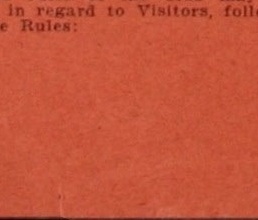 in regard to Visitors, foll
e Rules: